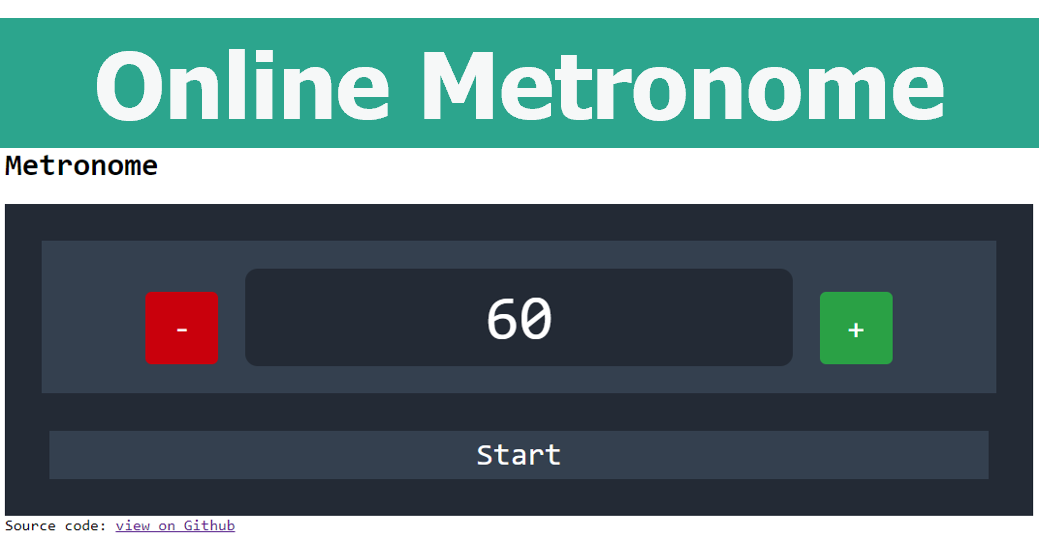 Online Metronome
Metronome
- 60 +
Start
Source code: view on Github